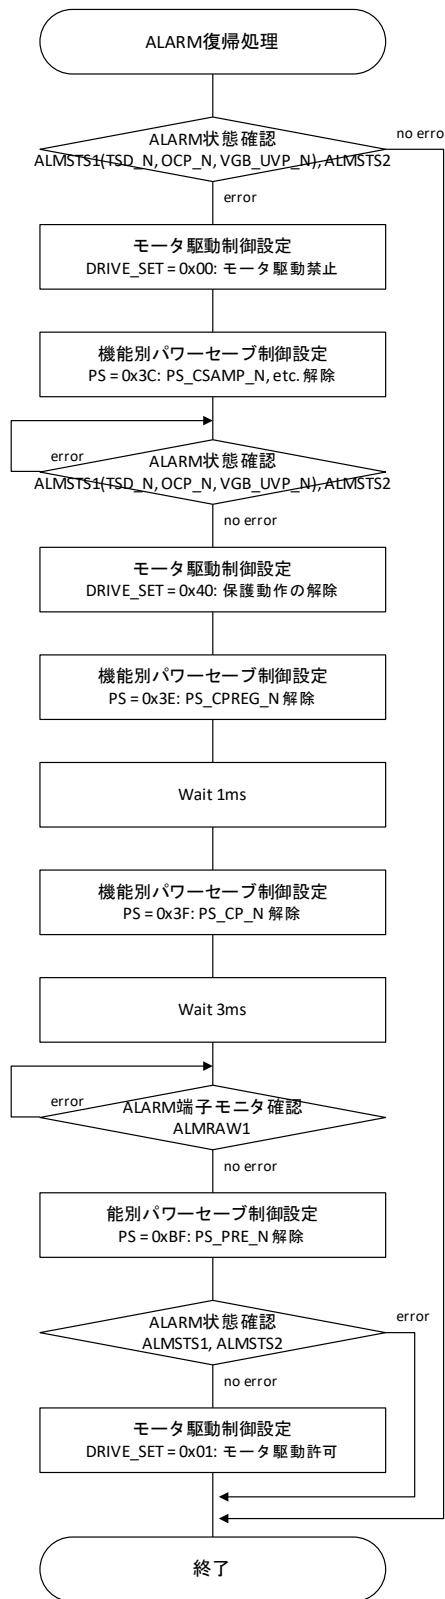 ALARM復帰処理
ALARM状態確認
ALMSTS1(TSD_N, OCP_N, VGB_UVP_N), ALMSTS2
no erro
error
モータ駆動制御設定
DRIVE_SET = 0x00: モータ駆動禁止
機能別パワーセーブ制御設定
PS = 0x3C: PS_CSAMP_N, etc. 解除
error
ALARM状態確認
ALMSTS1(TSD_N, OCP_N, VGB_UVP_N), ALMSTS2
no error
モータ駆動制御設定
DRIVE_SET = 0x40: 保護動作の解除
機能別パワーセーブ制御設定
PS = 0x3E: PS_CPREG_N 解除
Wait 1ms
機能別パワーセーブ制御設定
PS = 0x3F: PS_CP_N 解除
Wait 3ms
error
ALARM端子モニタ確認
ALMRAW1
no error
能別パワーセーブ制御設定
PS = 0xBF: PS_PRE_N 解除
ALARM状態確認
ALMSTS1, ALMSTS2
error
no error
モータ駆動制御設定
DRIVE_SET = 0x01: モータ駆動許可
終了